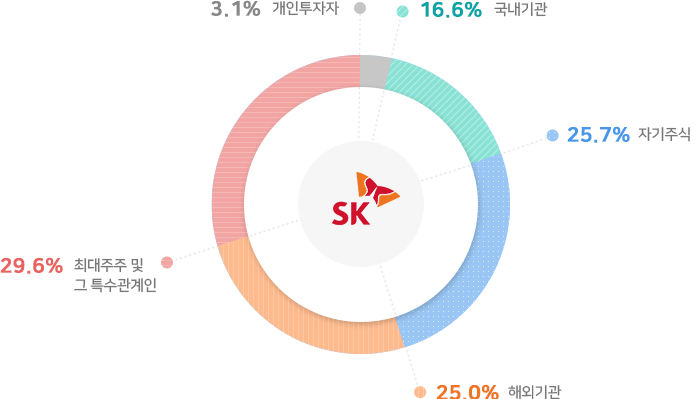 3.1% 개인투자자
16.6% 국내기관
25.7% 자기주식
SK
29.6% 최대주주 및
그 특수관계인
25.0% 해외기관